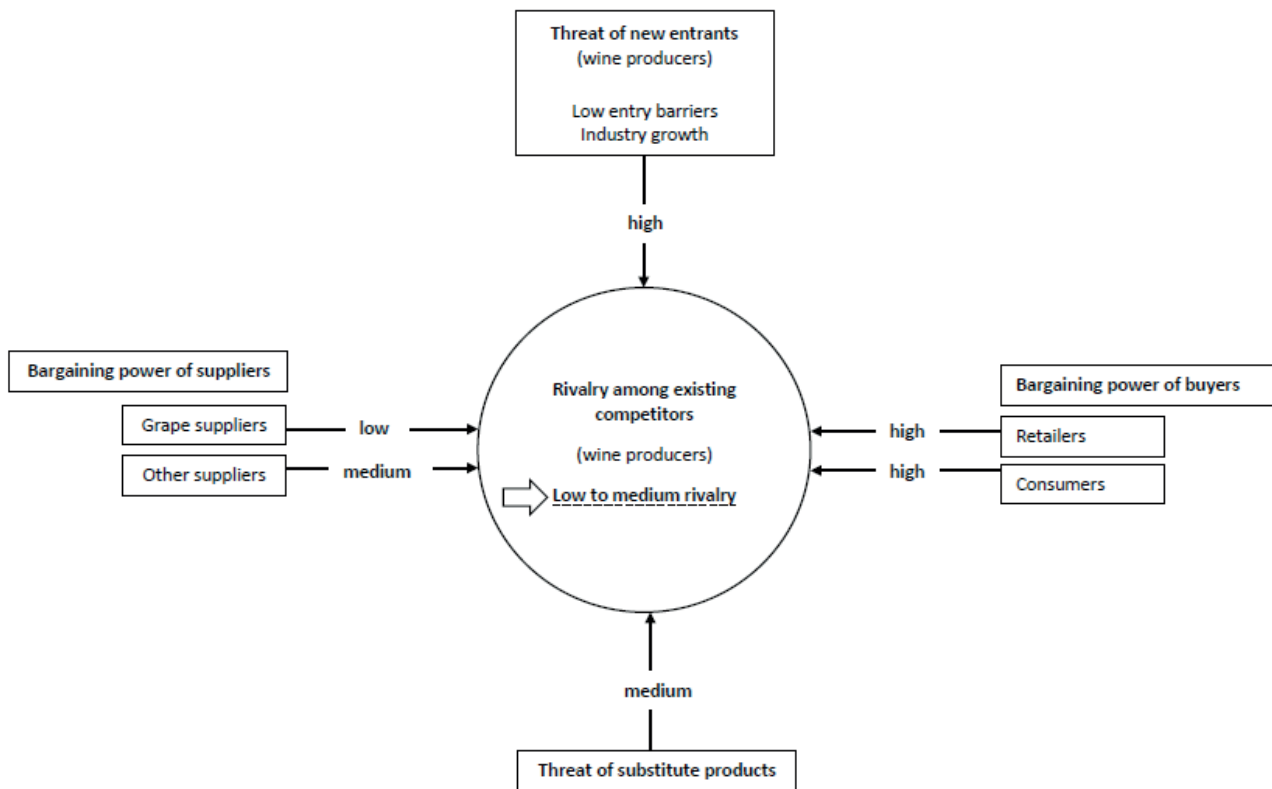 Threat of new entrants
(wine producers)
Low entry barriers
Industry growth
high
Bargaining power of suppliers
Grape suppliers
low
Other suppliers
medium
Rivalry among existing
competitors
(wine producers)
Low to medium rivalry
Bargaining power of buyers
high
Retailers
high
Consumers
medium
Threat of substitute products